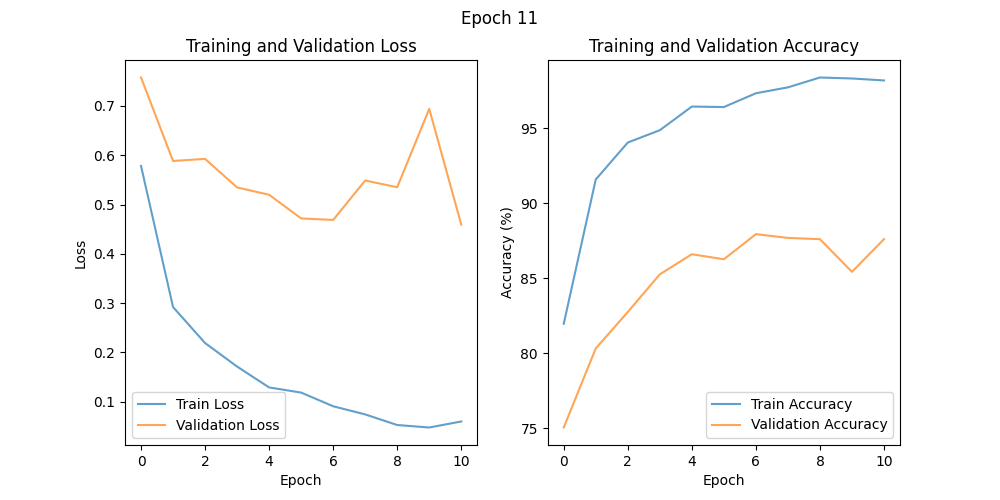 Epoch 11
Training and Validation Loss
0.7
0.6
0.5
0.4
0.3
0.2
0.1
Loss
Train Loss
Validation Loss
0 2 4 6 8 10
Epoch
Training and Validation Accuracy
95
90
85
80
75
Accuracy (%)
Train Accuracy
Validation Accuracy
0 2 4 6 8 10
Epoch